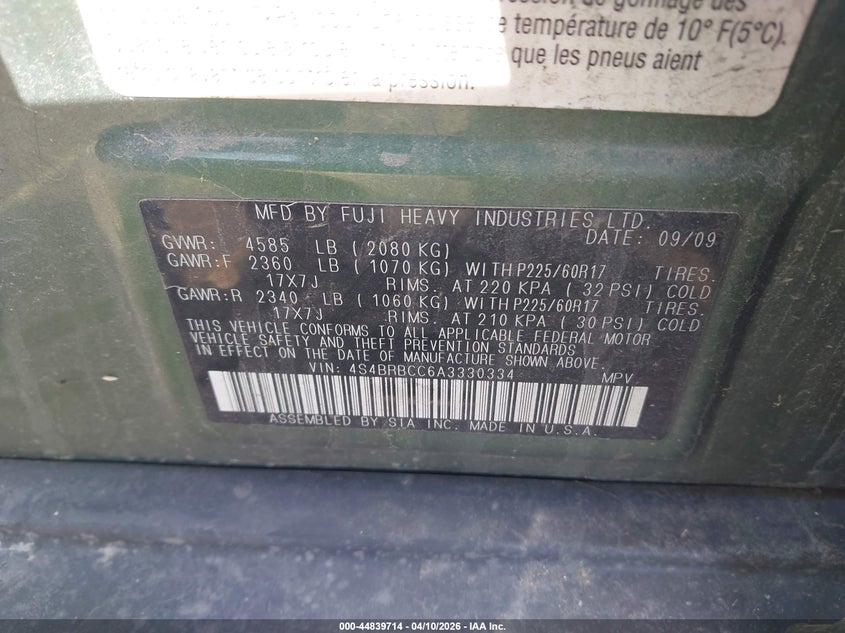 de gonflage des
température de 10° F(5°C).
que les pneus aient
en la pression.
MFD BY FUJI HEAVY INDUSTRIES LTD.
DATE: 09/09
GVWR: 4585 LB ( 2080 KG)
GAWR:F 2360 LB ( 1070 KG) WITH P225/60R17 TIRES.
17X7J RIMS. AT 220 KPA ( 32 PSI) COLD
GAWR:R 2340 LB ( 1060 KG) WITH P225/60R17 TIRES.
17X7J RIMS. AT 210 KPA ( 30 PSI) COLD
THIS VEHICLE CONFORMS TO ALL APPLICABLE FEDERAL MOTOR
VEHICLE SAFETY AND THEFT PREVENTION STANDARDS
IN EFFECT ON THE DATE OF MANUFACTURE SHOWN ABOVE.
VIN: 4S4BRBCC6A3330334 MPV
ASSEMBLED BY SIA INC. MADE IN U.S.A.
000-44839714 - 04/10/2026 - IAA Inc.